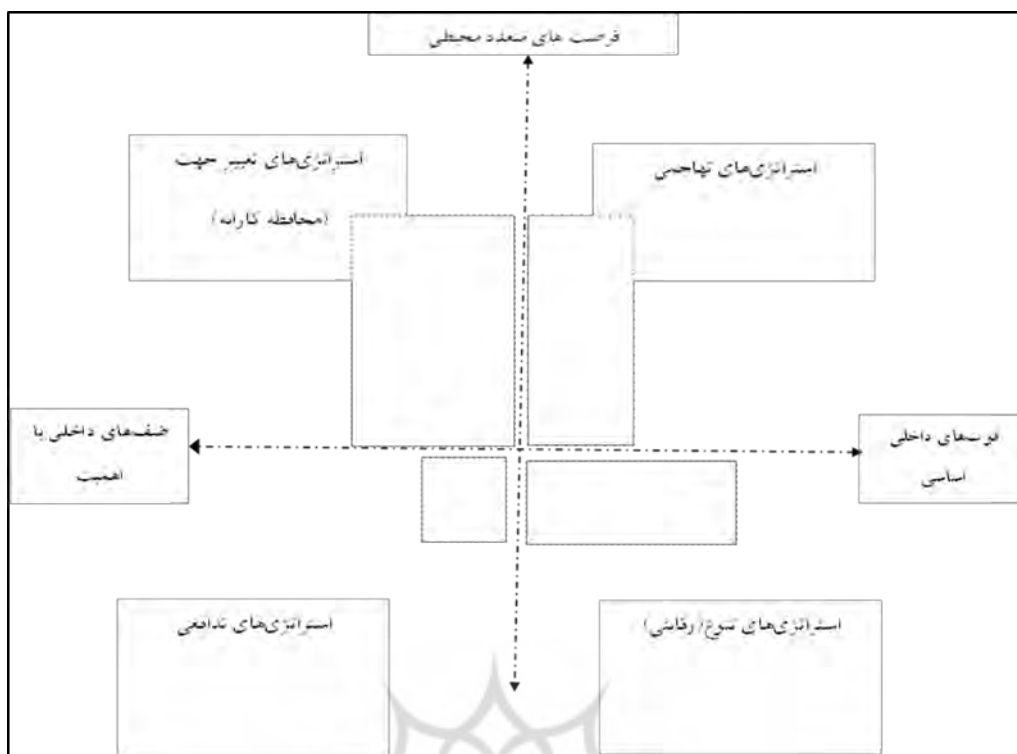 فرصت های متعدد محیطی
استراتژی‌های تهاجمی
استراتژی‌های تغییر جهت
(محافظه کارانه)
قوت‌های داخلی
اساسی
ضعف‌های داخلی با
اهمیت
استراتژی‌های تنوع(رقابتی)
استراتژی‌های تدافعی